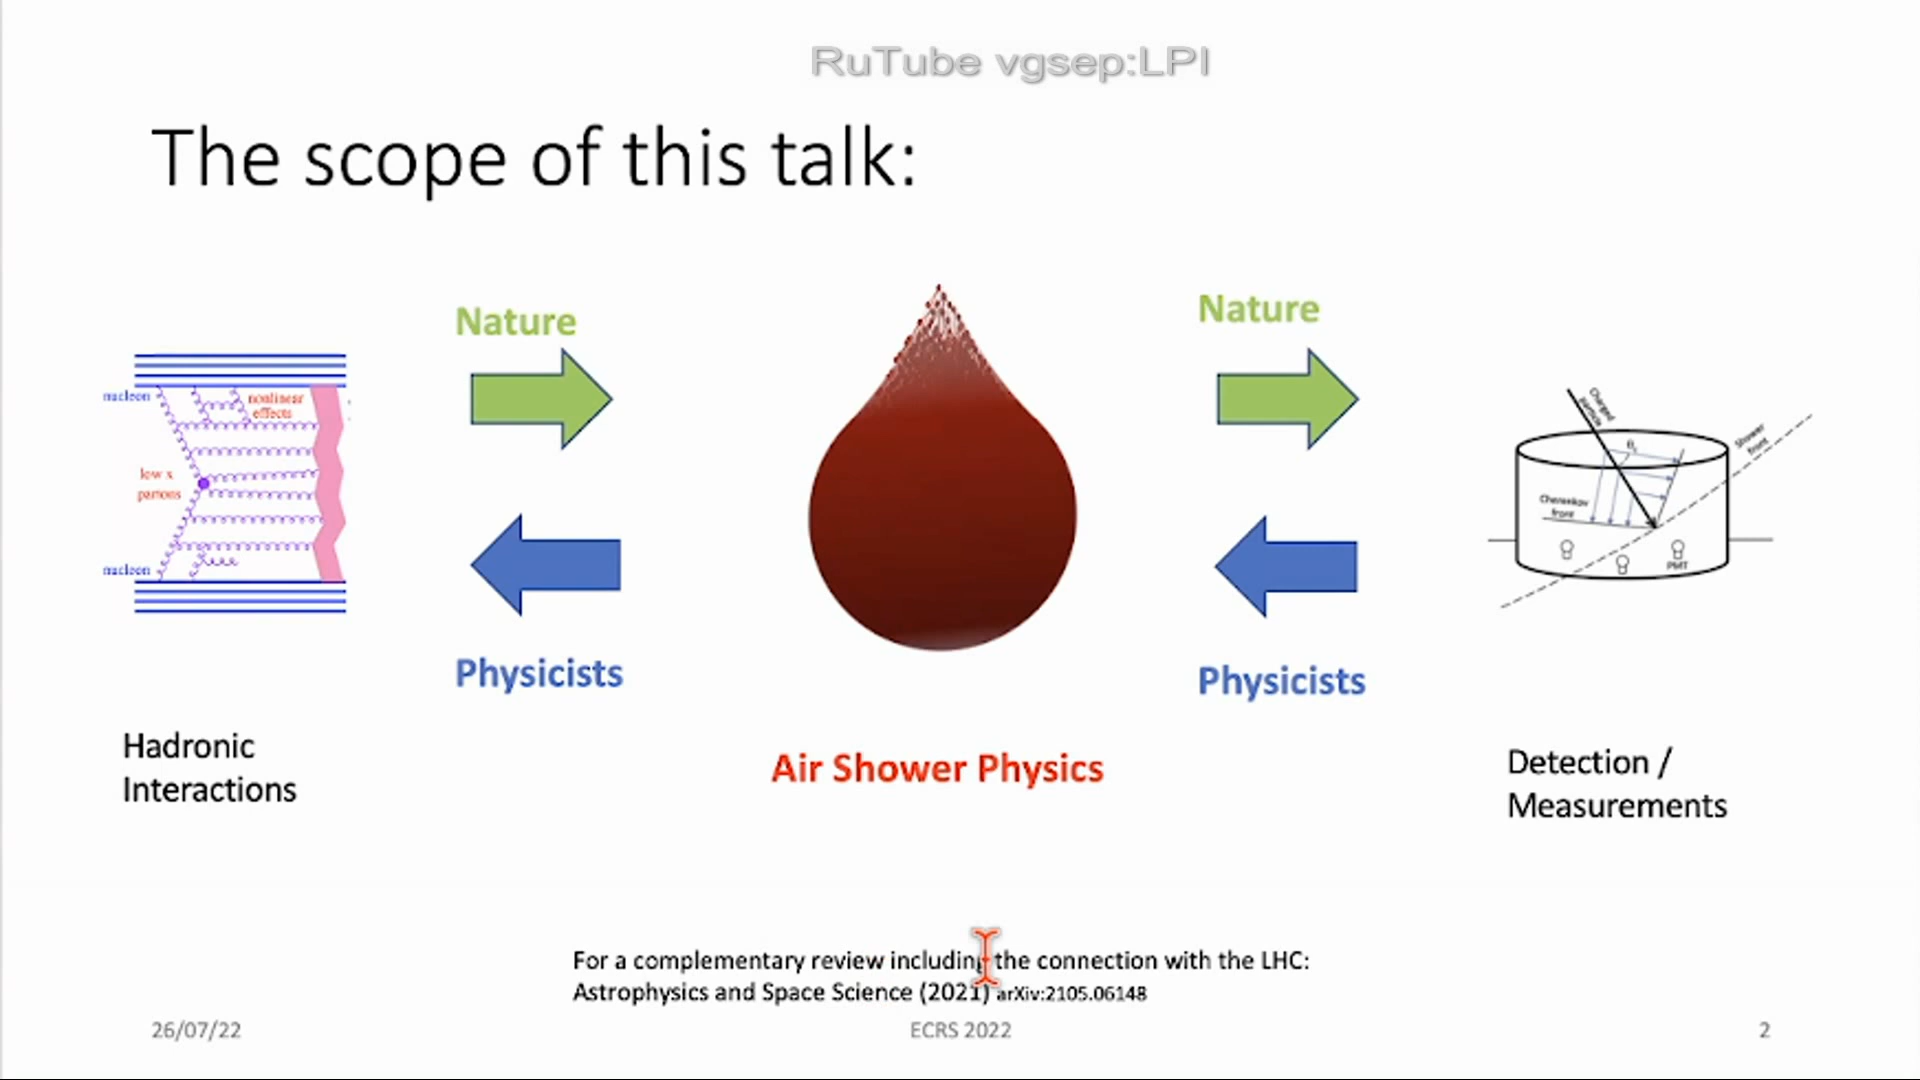 RuTube vgsep:LPI
The scope of this talk:
Nature
Nature
nucleon
nonlinear
effects
low x
partons
nucleon
Charged
particle
Shower
front
Cherenkov
front
PMT
Physicists
Physicists
Hadronic
Interactions
Air Shower Physics
Detection /
Measurements
For a complementary review including the connection with the LHC:
Astrophysics and Space Science (2021) arXiv:2105.06148
26/07/22
ECRS 2022
2